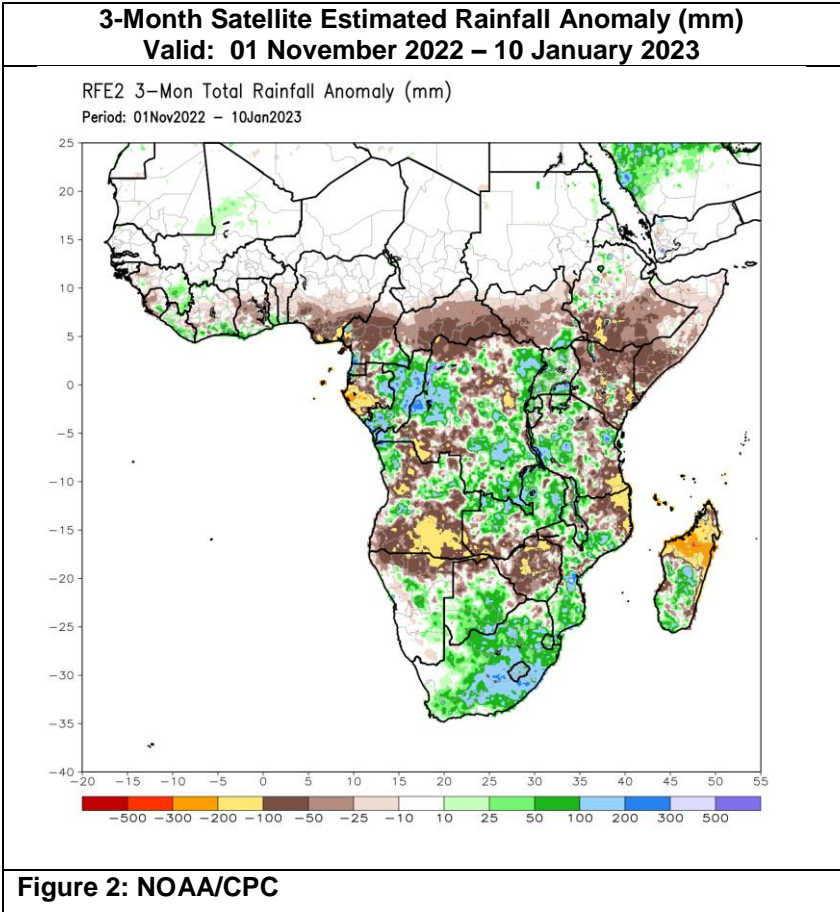 3-Month Satellite Estimated Rainfall Anomaly (mm)
Valid:  01 November 2022 – 10 January 2023
RFE2 3-Mon Total Rainfall Anomaly (mm)
Period: 01Nov2022 - 10Jan2023
25
20
15
10
5
0
-5
-10
-15
-20
-25
-30
-35
-40
-20 -15 -10 -5 0 5 10 15 20 25 30 35 40 45 50 55
-500 -300 -200 -100 -50 -25 -10 10 25 50 100 200 300 500
Figure 2: NOAA/CPC